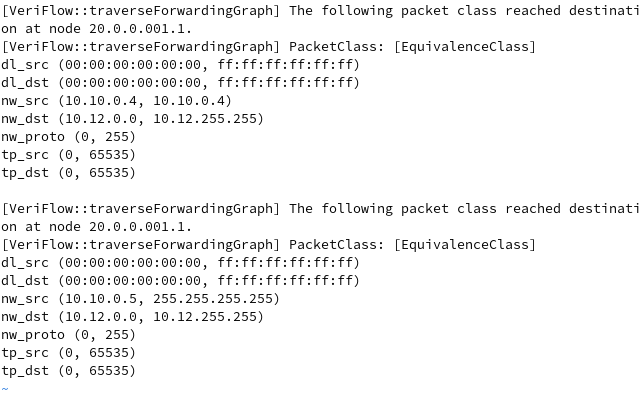 [VeriFlow::traverseForwardingGraph] The following packet class reached destinati
on at node 20.0.0.001.1.
[VeriFlow::traverseForwardingGraph] PacketClass: [EquivalenceClass]
dl_src (00:00:00:00:00:00, ff:ff:ff:ff:ff:ff)
dl_dst (00:00:00:00:00:00, ff:ff:ff:ff:ff:ff)
nw_src (10.10.0.4, 10.10.0.4)
nw_dst (10.12.0.0, 10.12.255.255)
nw_proto (0, 255)
tp_src (0, 65535)
tp_dst (0, 65535)

[VeriFlow::traverseForwardingGraph] The following packet class reached destinati
on at node 20.0.0.001.1.
[VeriFlow::traverseForwardingGraph] PacketClass: [EquivalenceClass]
dl_src (00:00:00:00:00:00, ff:ff:ff:ff:ff:ff)
dl_dst (00:00:00:00:00:00, ff:ff:ff:ff:ff:ff)
nw_src (10.10.0.5, 255.255.255.255)
nw_dst (10.12.0.0, 10.12.255.255)
nw_proto (0, 255)
tp_src (0, 65535)
tp_dst (0, 65535)
~